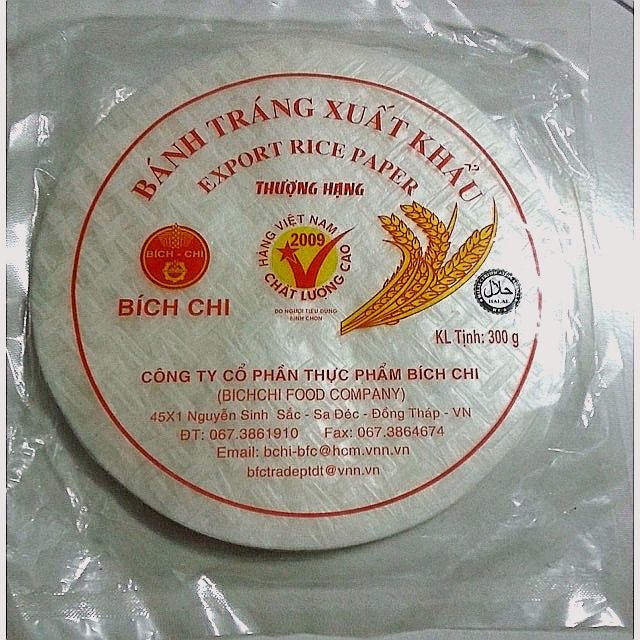 BÁNH TRÁNG XUẤT KHẨU
EXPORT RICE PAPER
THƯỢNG HẠNG
BÍCH - CHI
BÍCH CHI
HÀNG VIỆT NAM
2009
CHẤT LƯỢNG CAO
DO NGƯỜI TIÊU DÙNG
BÌNH CHỌN
حلال
HALAL
KL Tịnh: 300 g
CÔNG TY CỔ PHẦN THỰC PHẨM BÍCH CHI
(BICHCHI FOOD COMPANY)
45X1 Nguyễn Sinh Sắc - Sa Đéc - Đồng Tháp - VN
ĐT: 067.3861910 Fax: 067.3864674
Email: bchi-bfc@hcm.vnn.vn
bfctradeptdt@vnn.vn